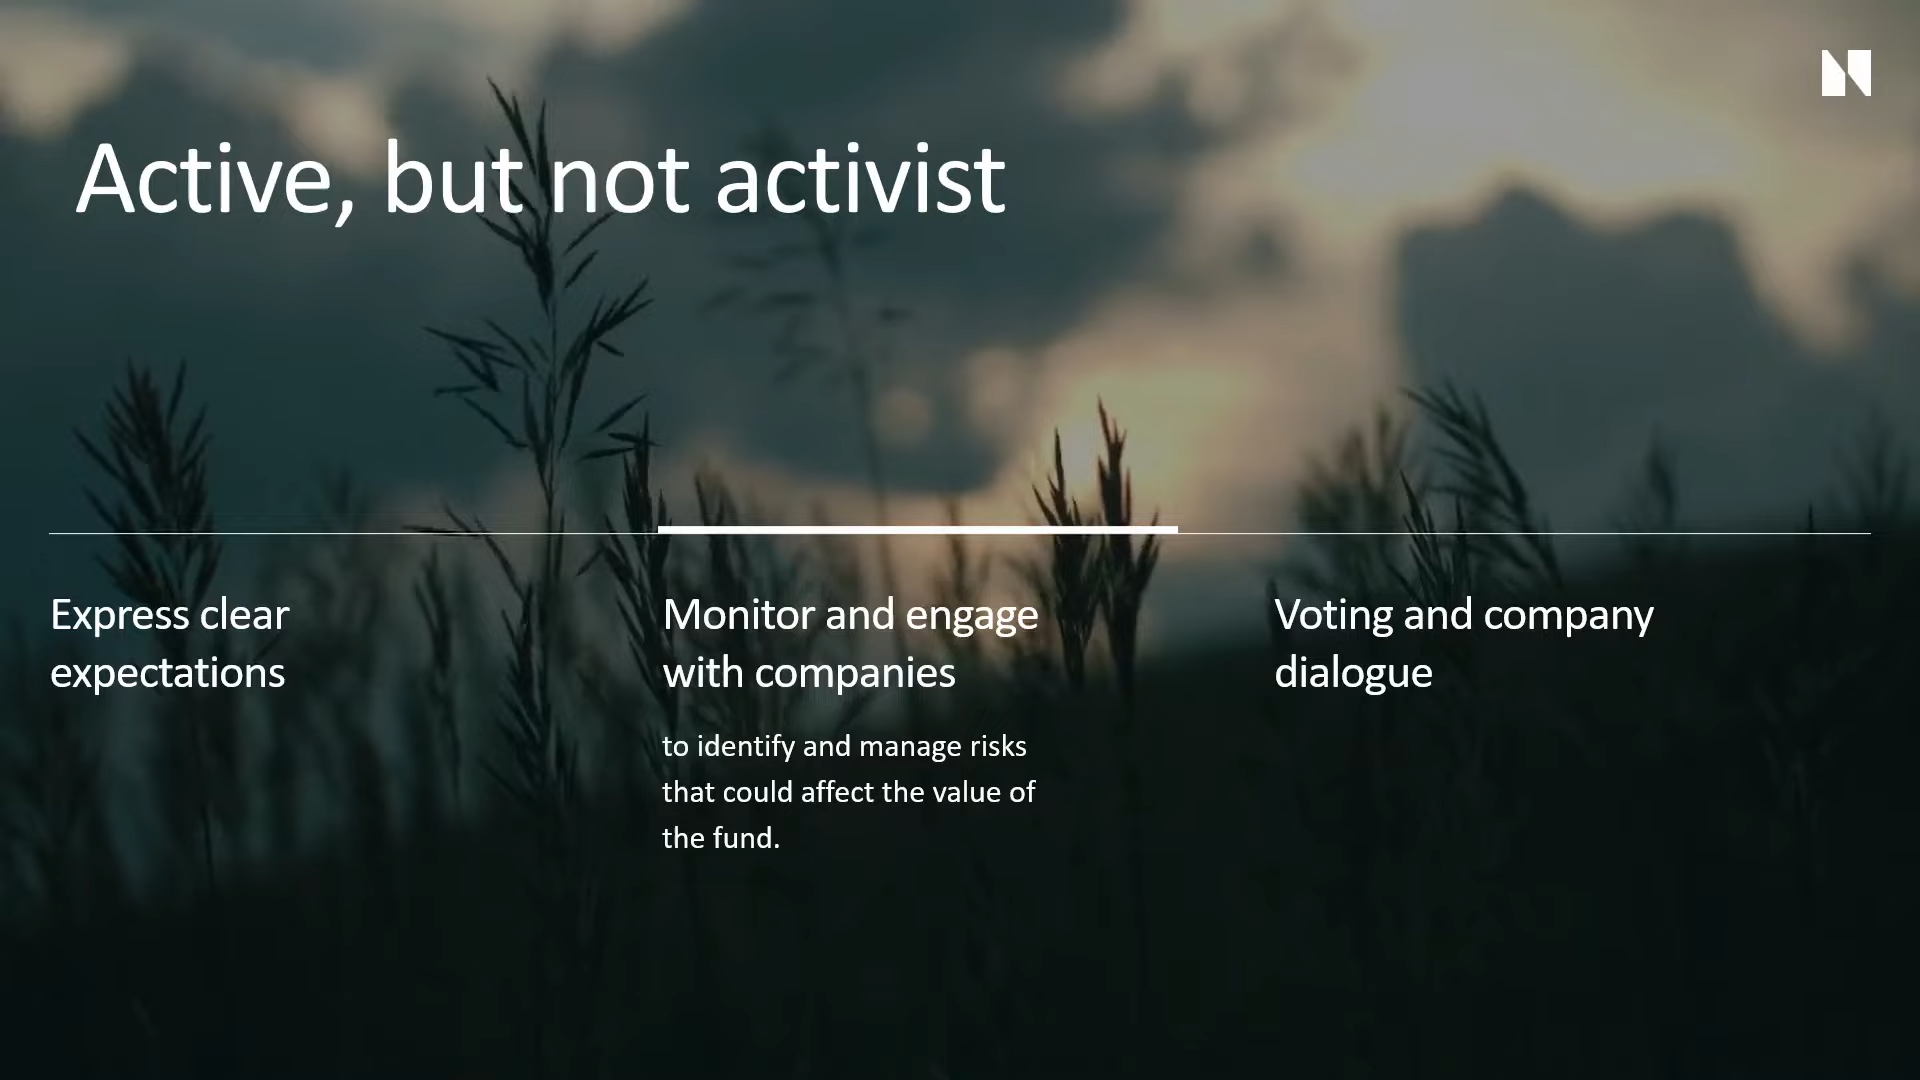 Active, but not activist
Express clear
expectations
Monitor and engage
with companies
to identify and manage risks
that could affect the value of
the fund.
Voting and company
dialogue